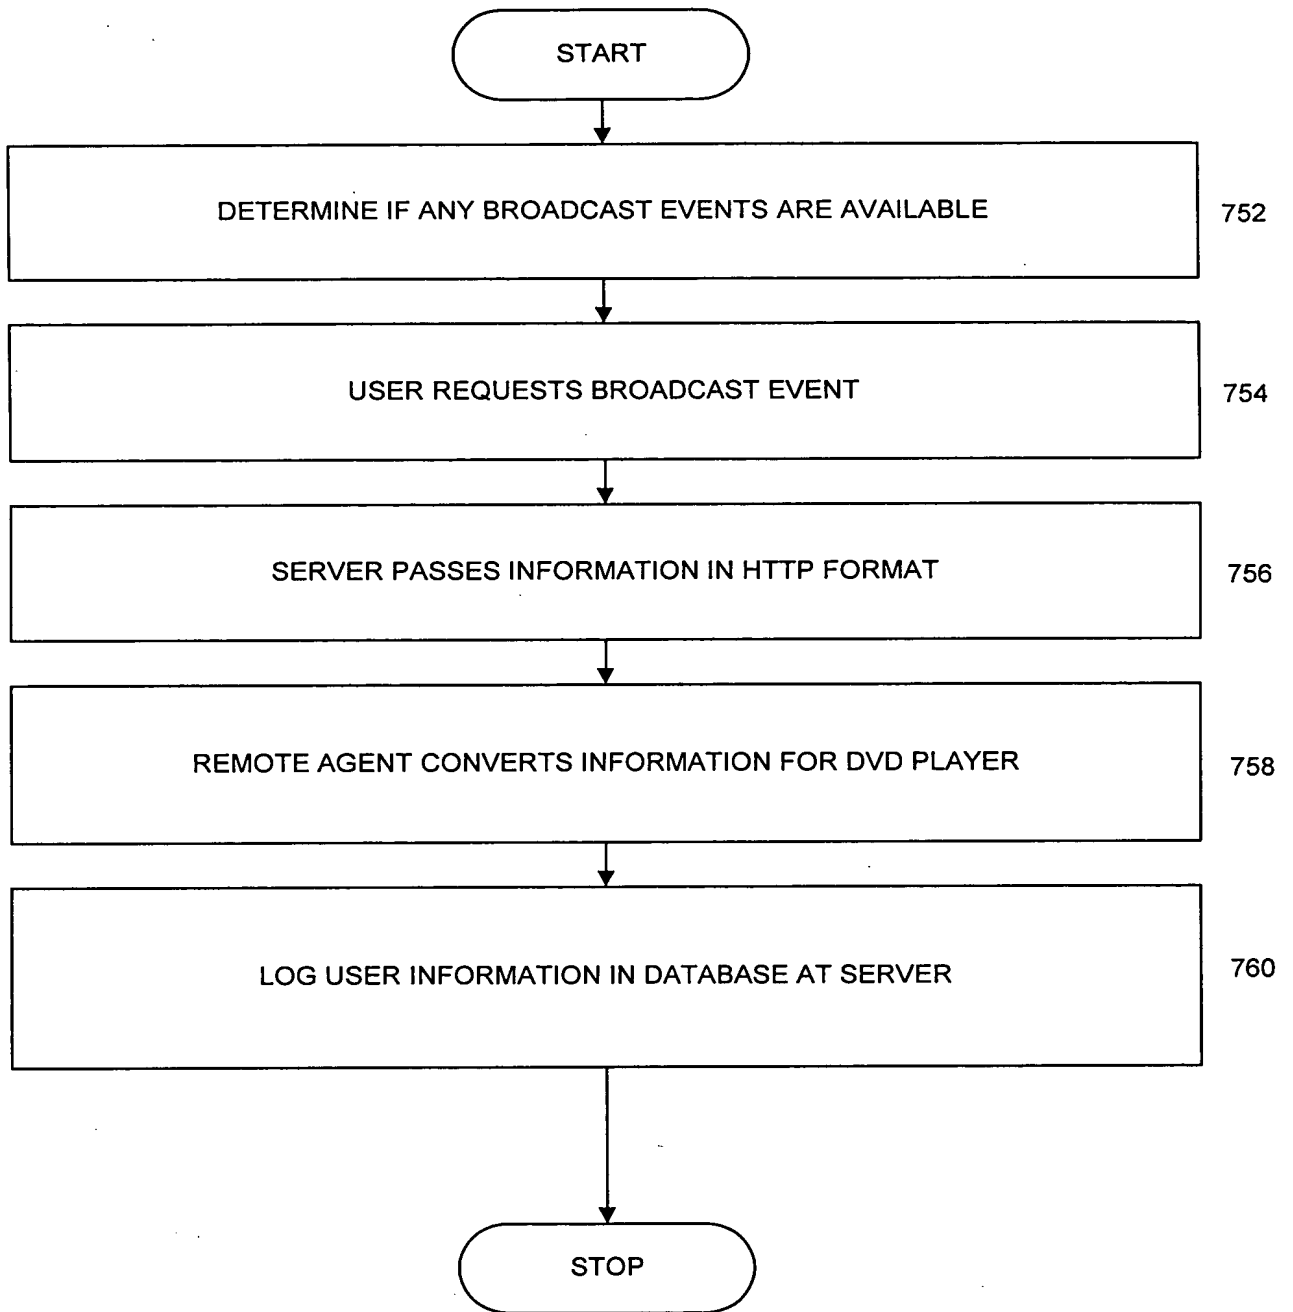 START
DETERMINE IF ANY BROADCAST EVENTS ARE AVAILABLE
752
USER REQUESTS BROADCAST EVENT
754
SERVER PASSES INFORMATION IN HTTP FORMAT
756
REMOTE AGENT CONVERTS INFORMATION FOR DVD PLAYER
758
LOG USER INFORMATION IN DATABASE AT SERVER
760
STOP